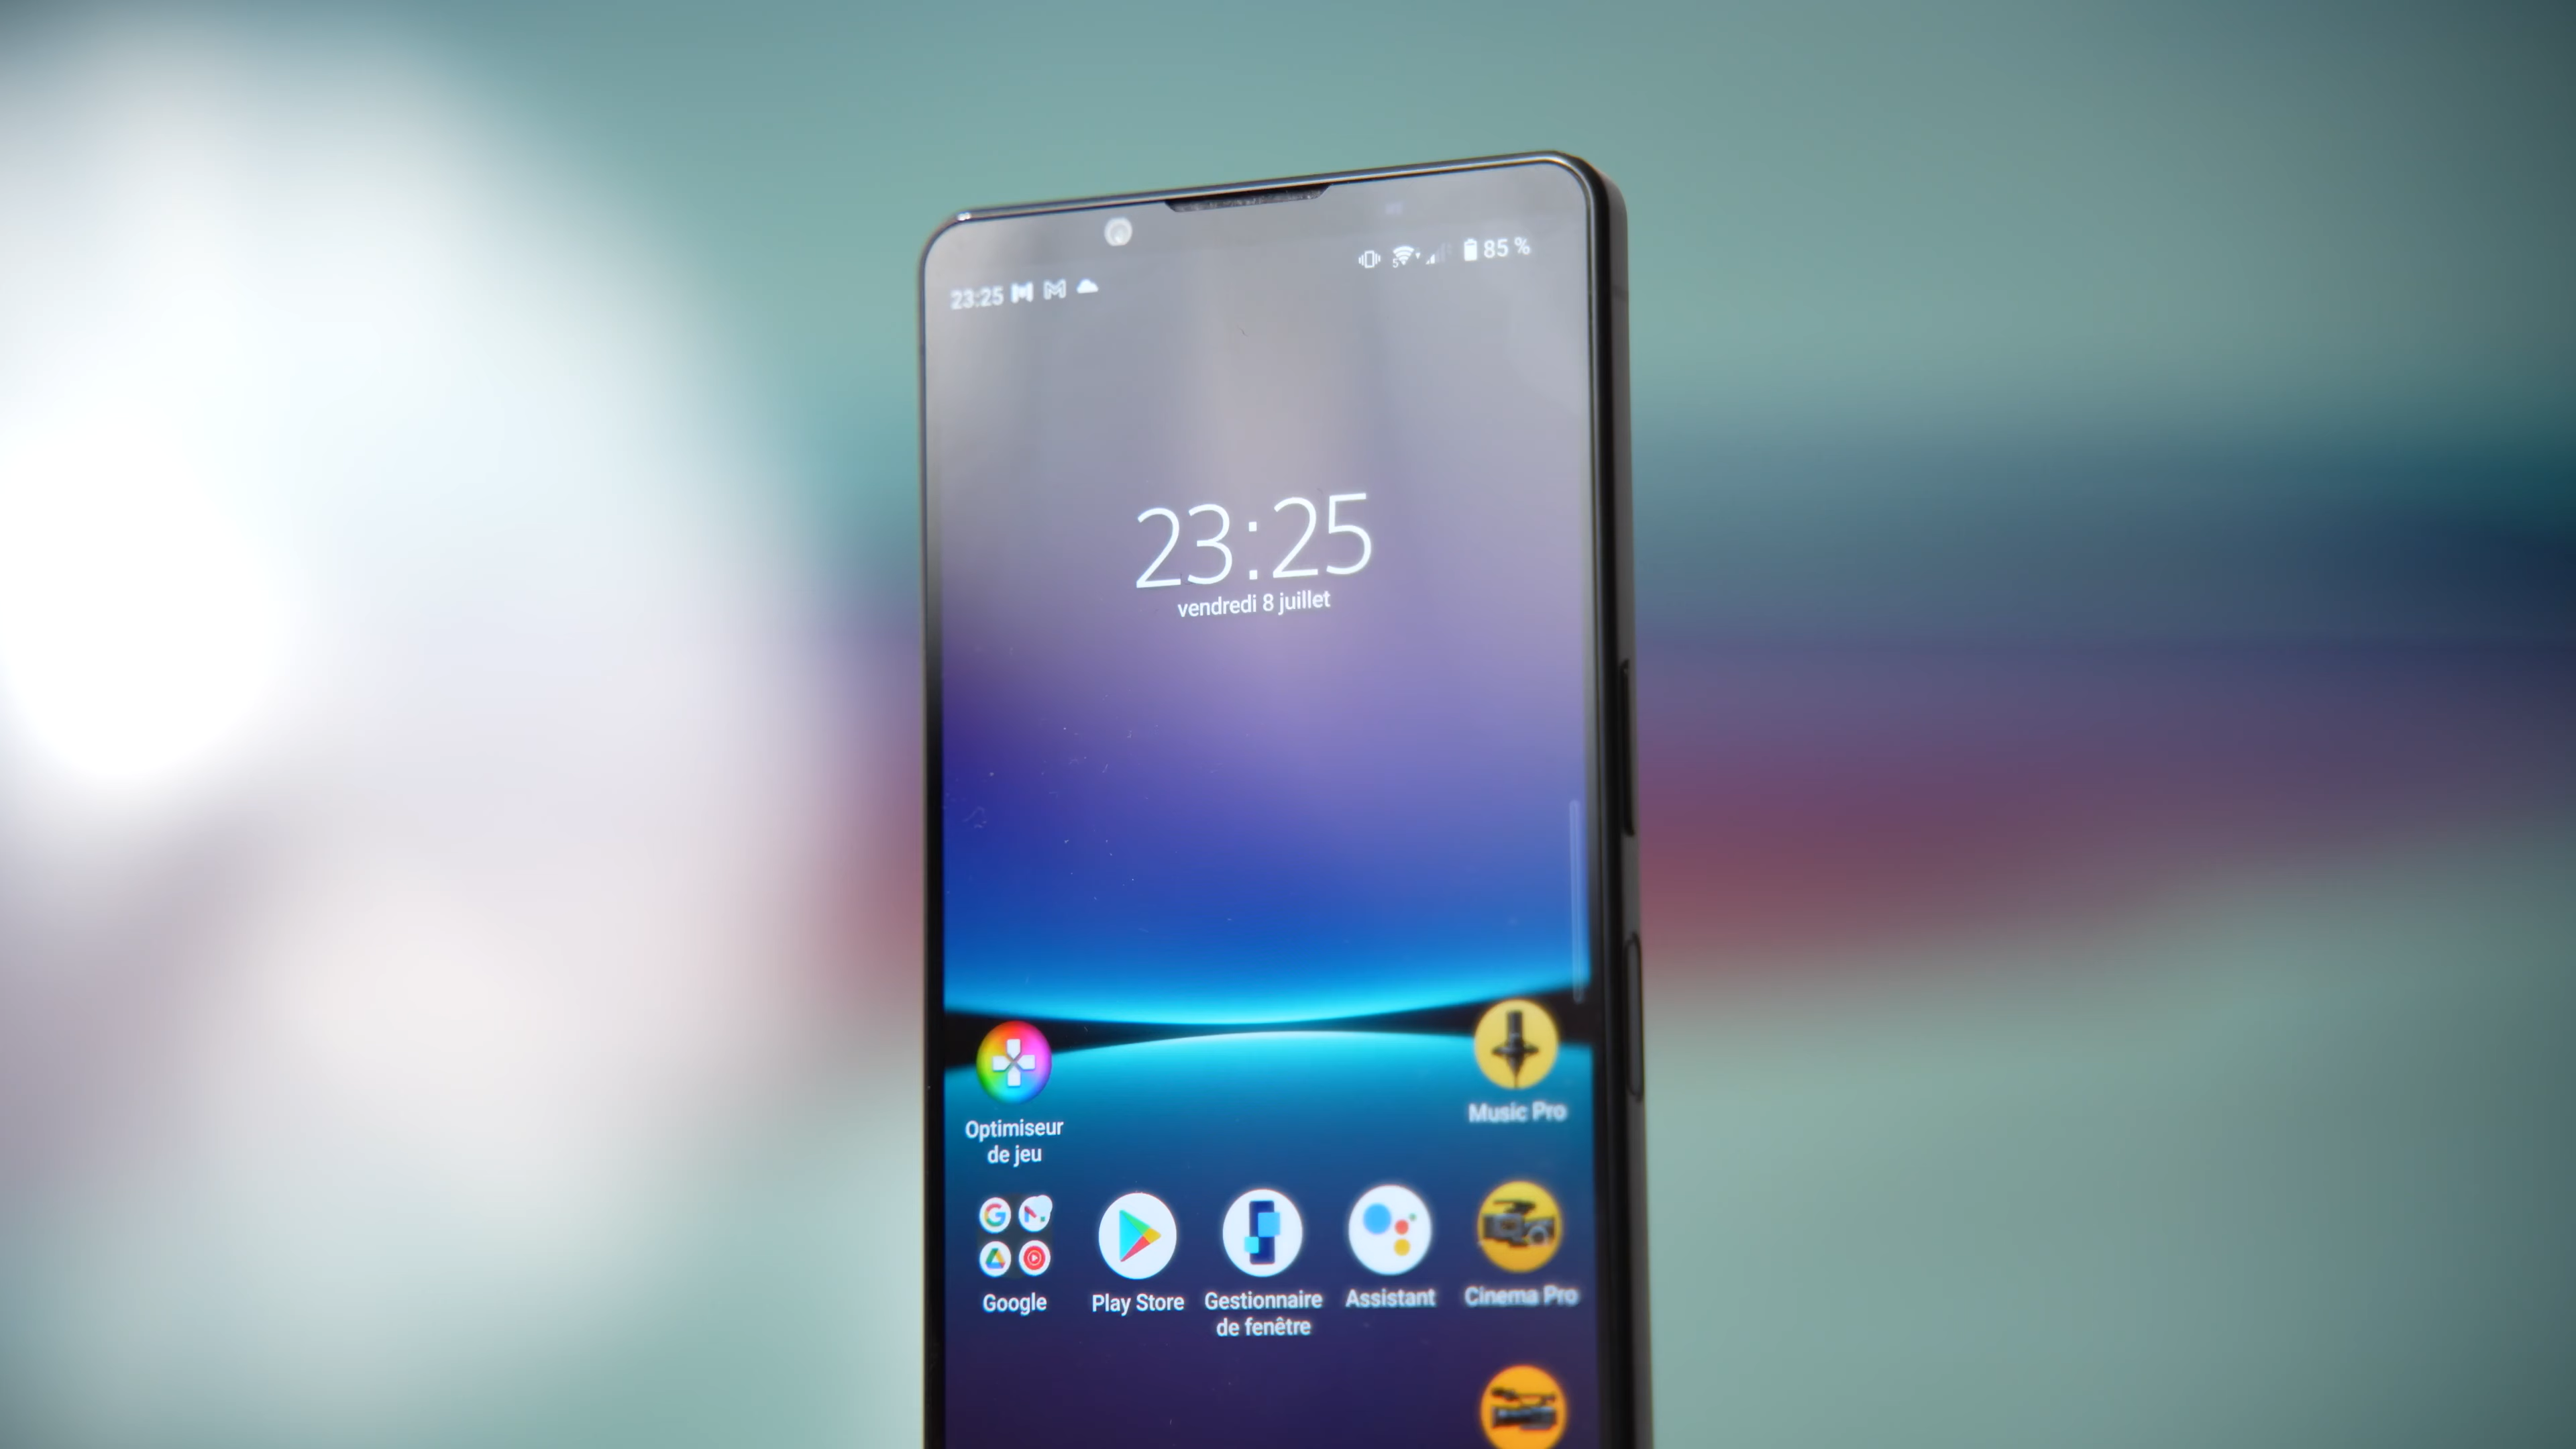 23:25
85 %
23:25
vendredi 8 juillet
Optimiseur
de jeu
Music Pro
Google
Play Store
Gestionnaire
de fenêtre
Assistant
Cinema Pro